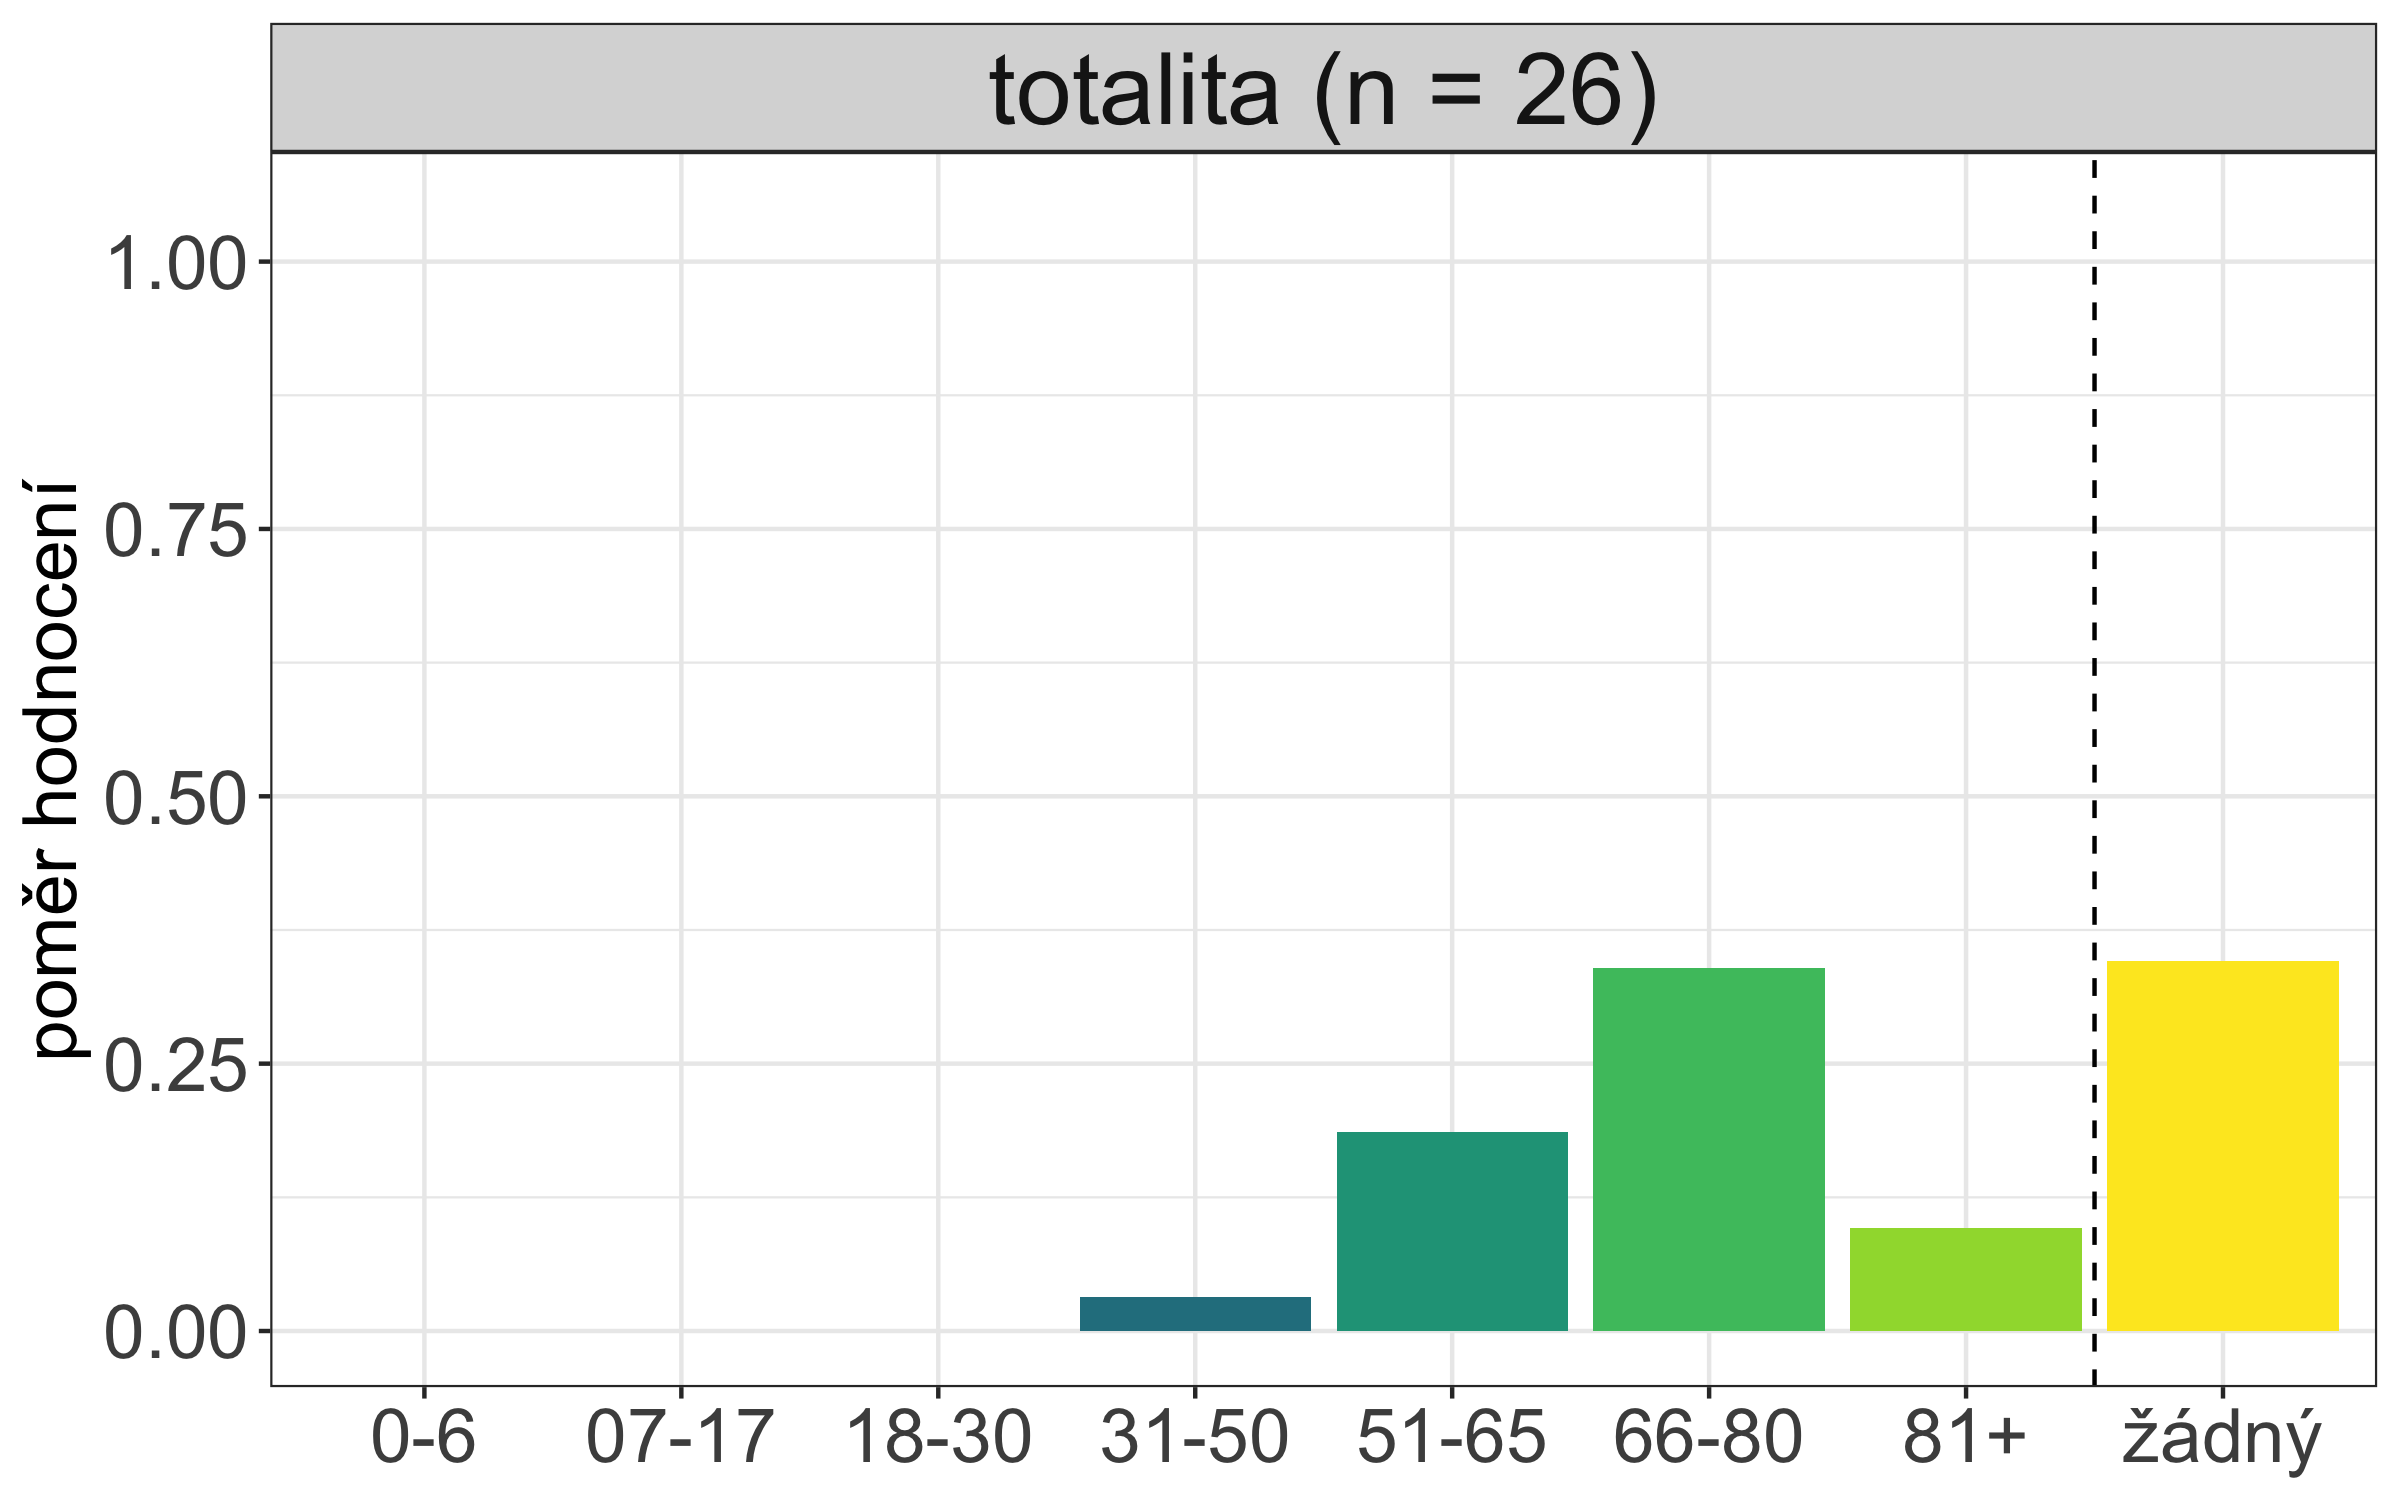 totalita (n = 26)
poměr hodnocení
1.00
0.75
0.50
0.25
0.00
0-6 07-17 18-30 31-50 51-65 66-80 81+ žádný